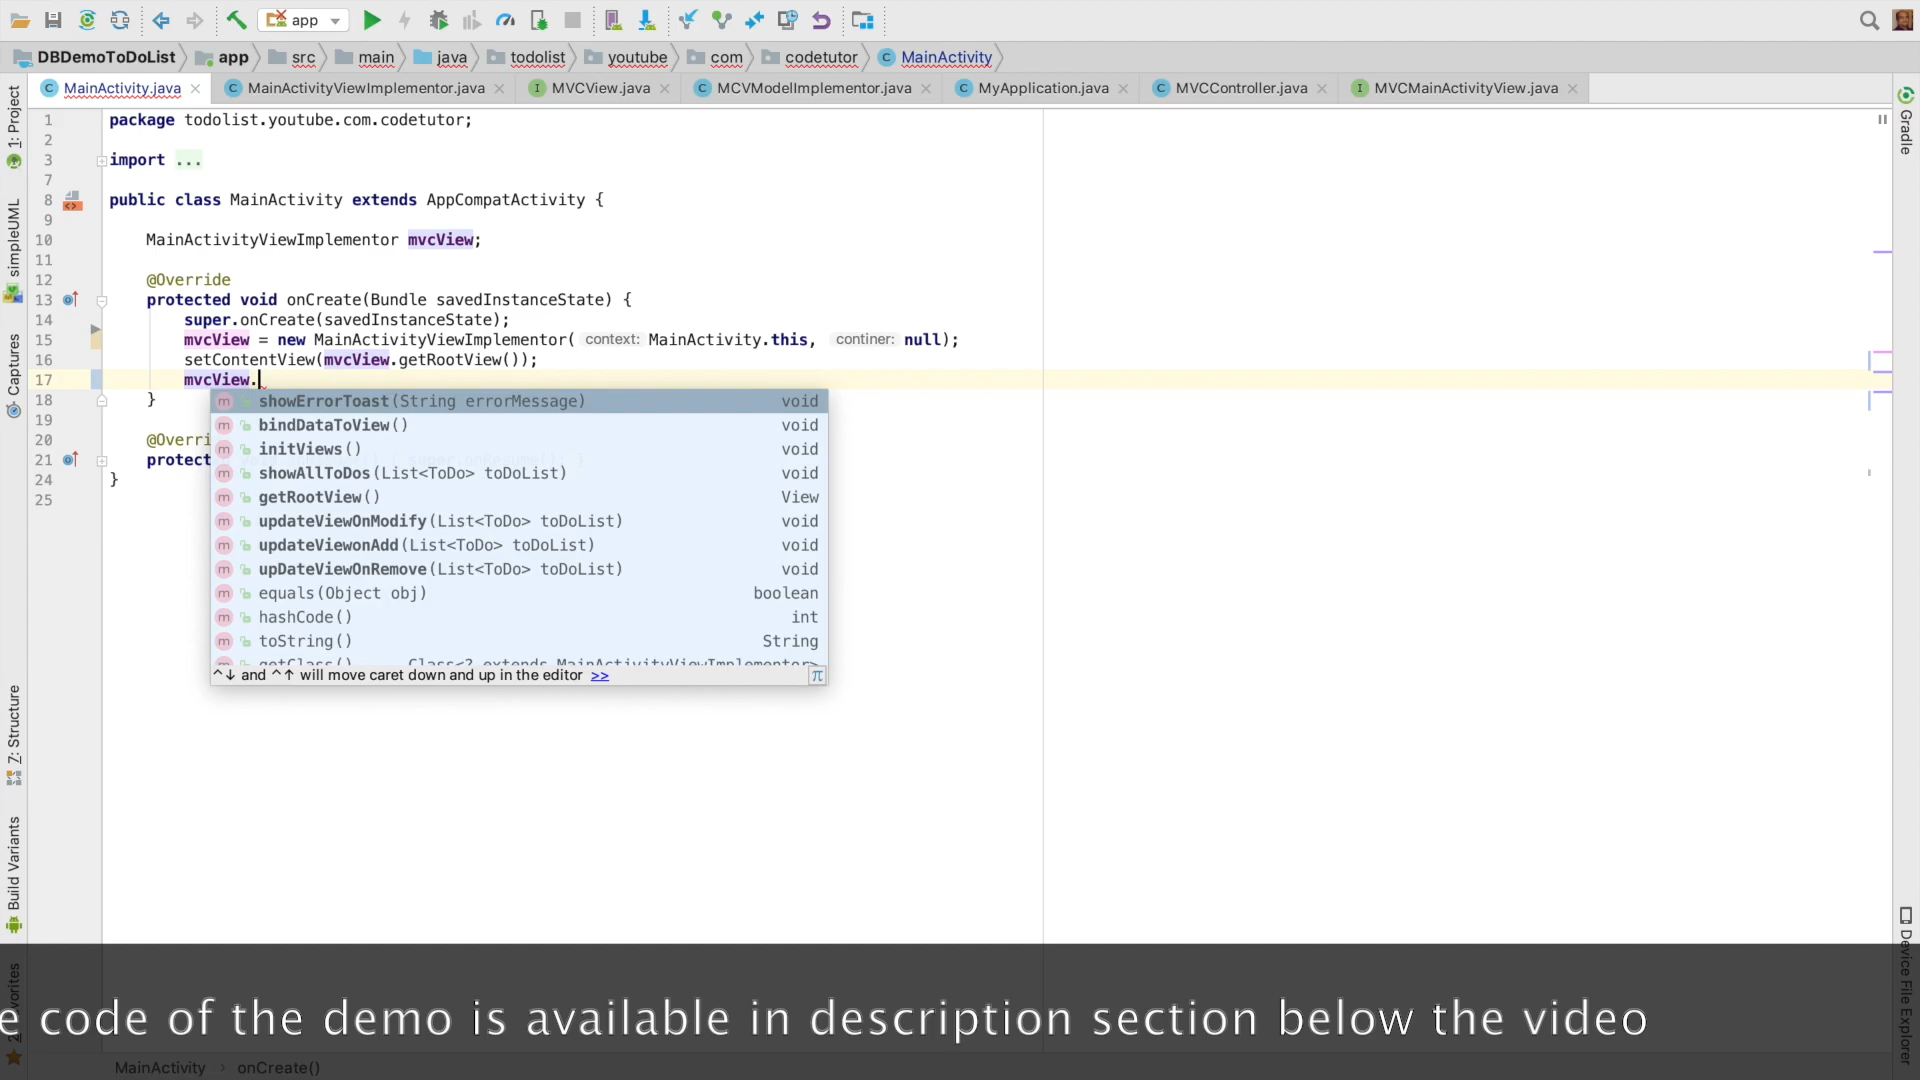 app
DBDemoToDoList app src main java todolist youtube com codetutor MainActivity
MainActivity.java MainActivityViewImplementor.java MVCView.java MCVModelImplementor.java MyApplication.java MVCController.java MVCMainActivityView.java
1: Project
simpleUML
Captures
Z: Structure
Build Variants
Gradle
Device File Explorer
1 package todolist.youtube.com.codetutor;
2
3 import ...
7
8 public class MainActivity extends AppCompatActivity {
9
10 MainActivityViewImplementor mvcView;
11
12 @Override
13 protected void onCreate(Bundle savedInstanceState) {
14 super.onCreate(savedInstanceState);
15 mvcView = new MainActivityViewImplementor( context: MainActivity.this, continer: null);
16 setContentView(mvcView.getRootView());
17 mvcView.
18 }
19
20 @Overri
21 protect
24 }
25
m showErrorToast(String errorMessage) void
m bindDataToView() void
m initViews() void
m showAllToDos(List<ToDo> toDoList) void
m getRootView() View
m updateViewOnModify(List<ToDo> toDoList) void
m updateViewonAdd(List<ToDo> toDoList) void
m upDateViewOnRemove(List<ToDo> toDoList) void
m equals(Object obj) boolean
m hashCode() int
m toString() String
m getClass() Class<? extends MainActivityViewImplementor>
^↓ and ^↑ will move caret down and up in the editor >> π
e code of the demo is available in description section below the video
MainActivity › onCreate()